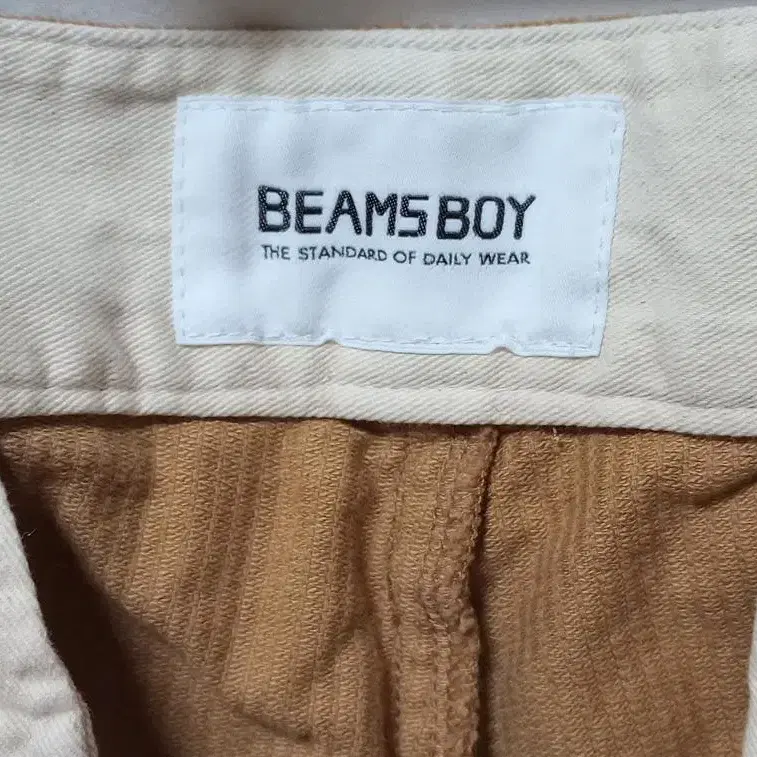 BEAMS BOY
THE STANDARD OF DAILY WEAR